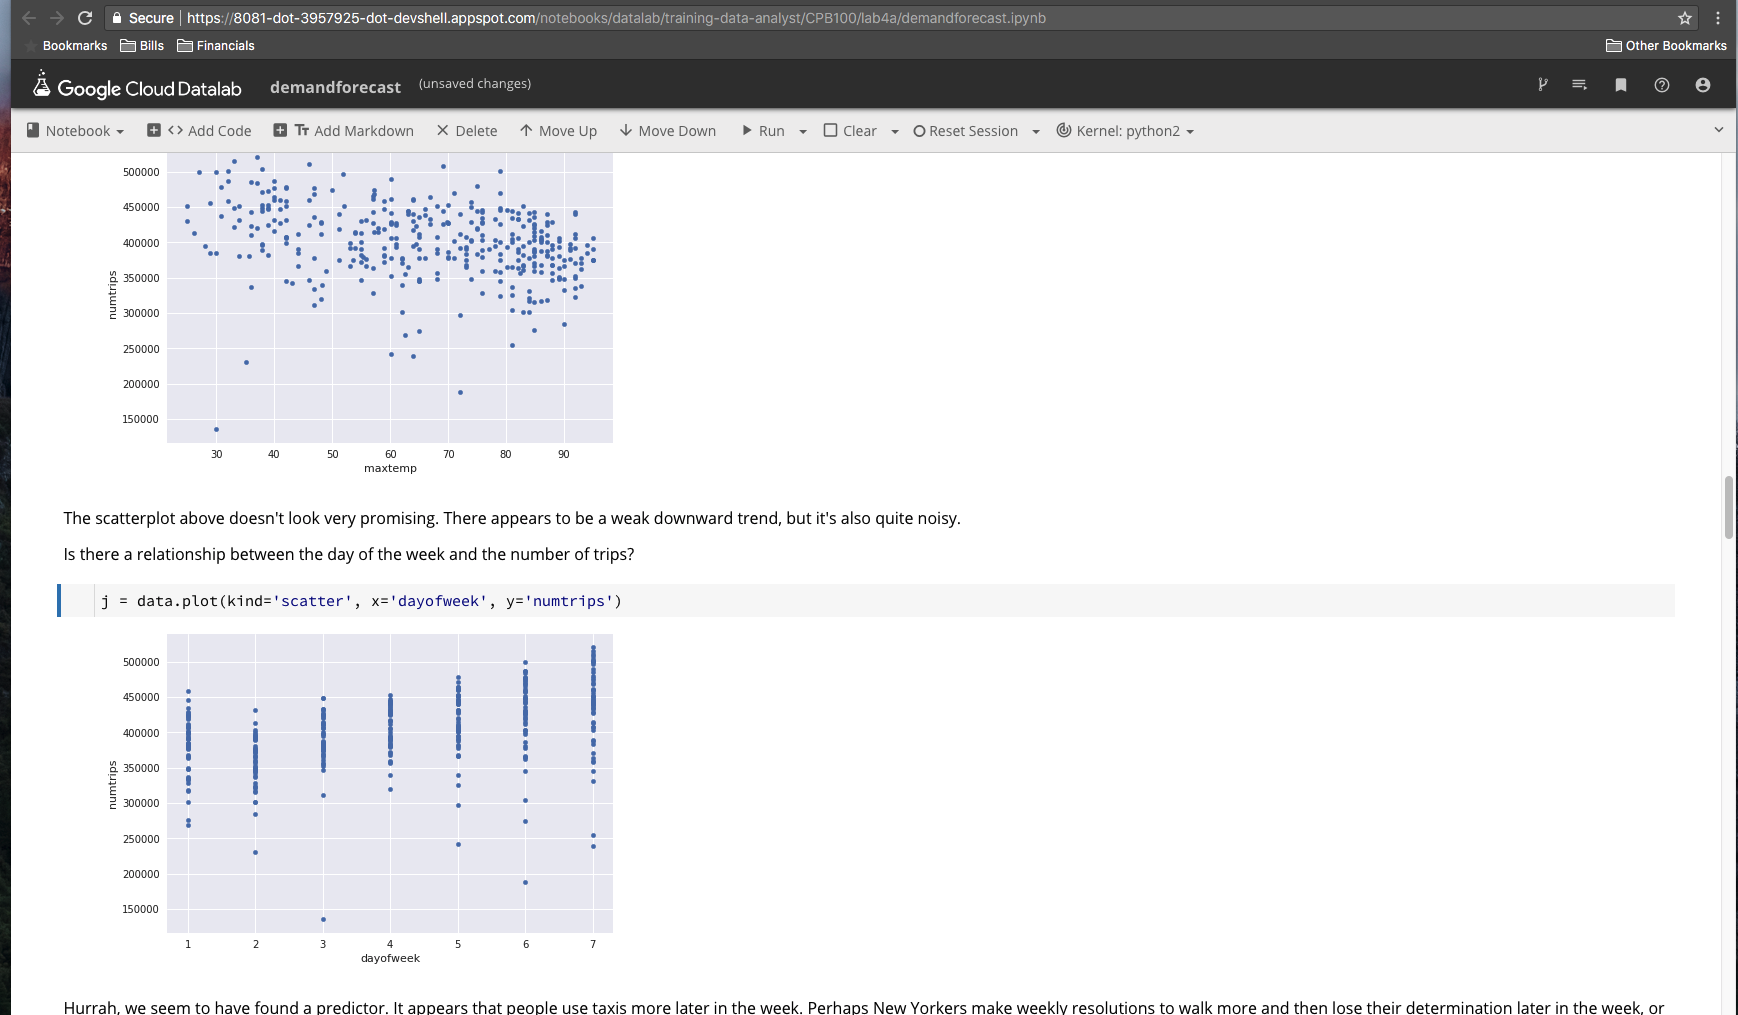 Secure https://8081-dot-3957925-dot-devshell.appspot.com/notebooks/datalab/training-data-analyst/CPB100/lab4a/demandforecast.ipynb
Bookmarks Bills Financials Other Bookmarks
Google Cloud Datalab demandforecast (unsaved changes)
Notebook <> Add Code Tт Add Markdown Delete Move Up Move Down Run Clear Reset Session Kernel: python2
500000
450000
400000
350000
300000
250000
200000
150000
numtrips
30 40 50 60 70 80 90
maxtemp
The scatterplot above doesn't look very promising. There appears to be a weak downward trend, but it's also quite noisy.
Is there a relationship between the day of the week and the number of trips?
j = data.plot(kind='scatter', x='dayofweek', y='numtrips')
500000
450000
400000
350000
300000
250000
200000
150000
numtrips
1 2 3 4 5 6 7
dayofweek
Hurrah, we seem to have found a predictor. It appears that people use taxis more later in the week. Perhaps New Yorkers make weekly resolutions to walk more and then lose their determination later in the week, or